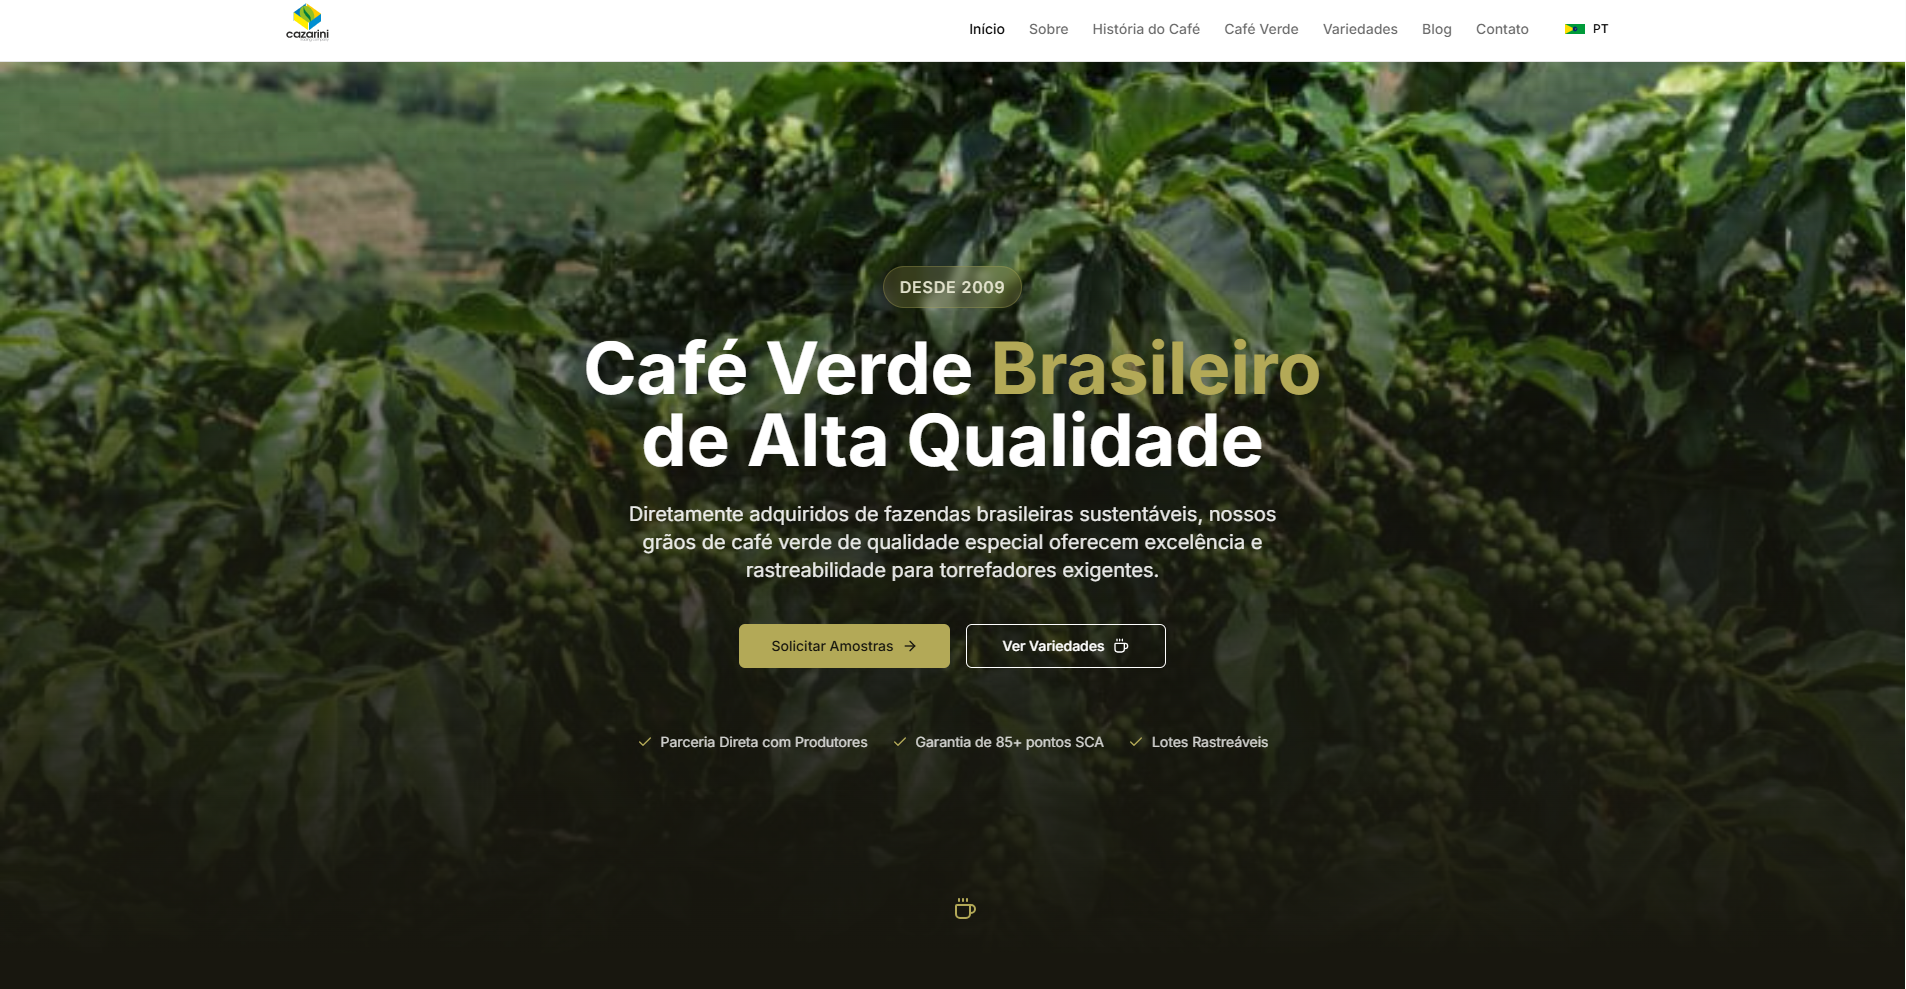 cazarini
Início Sobre História do Café Café Verde Variedades Blog Contato PT
DESDE 2009
Café Verde Brasileiro
de Alta Qualidade
Diretamente adquiridos de fazendas brasileiras sustentáveis, nossos
grãos de café verde de qualidade especial oferecem excelência e
rastreabilidade para torrefadores exigentes.
Solicitar Amostras Ver Variedades
Parceria Direta com Produtores Garantia de 85+ pontos SCA Lotes Rastreáveis